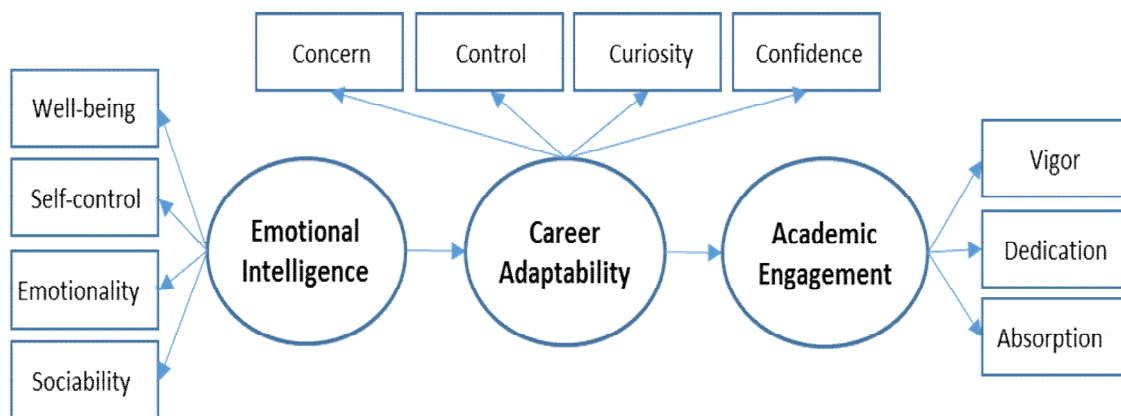 Concern
Control
Curiosity
Confidence
Well-being
Self-control
Emotionality
Sociability
Emotional
Intelligence
Career
Adaptability
Academic
Engagement
Vigor
Dedication
Absorption